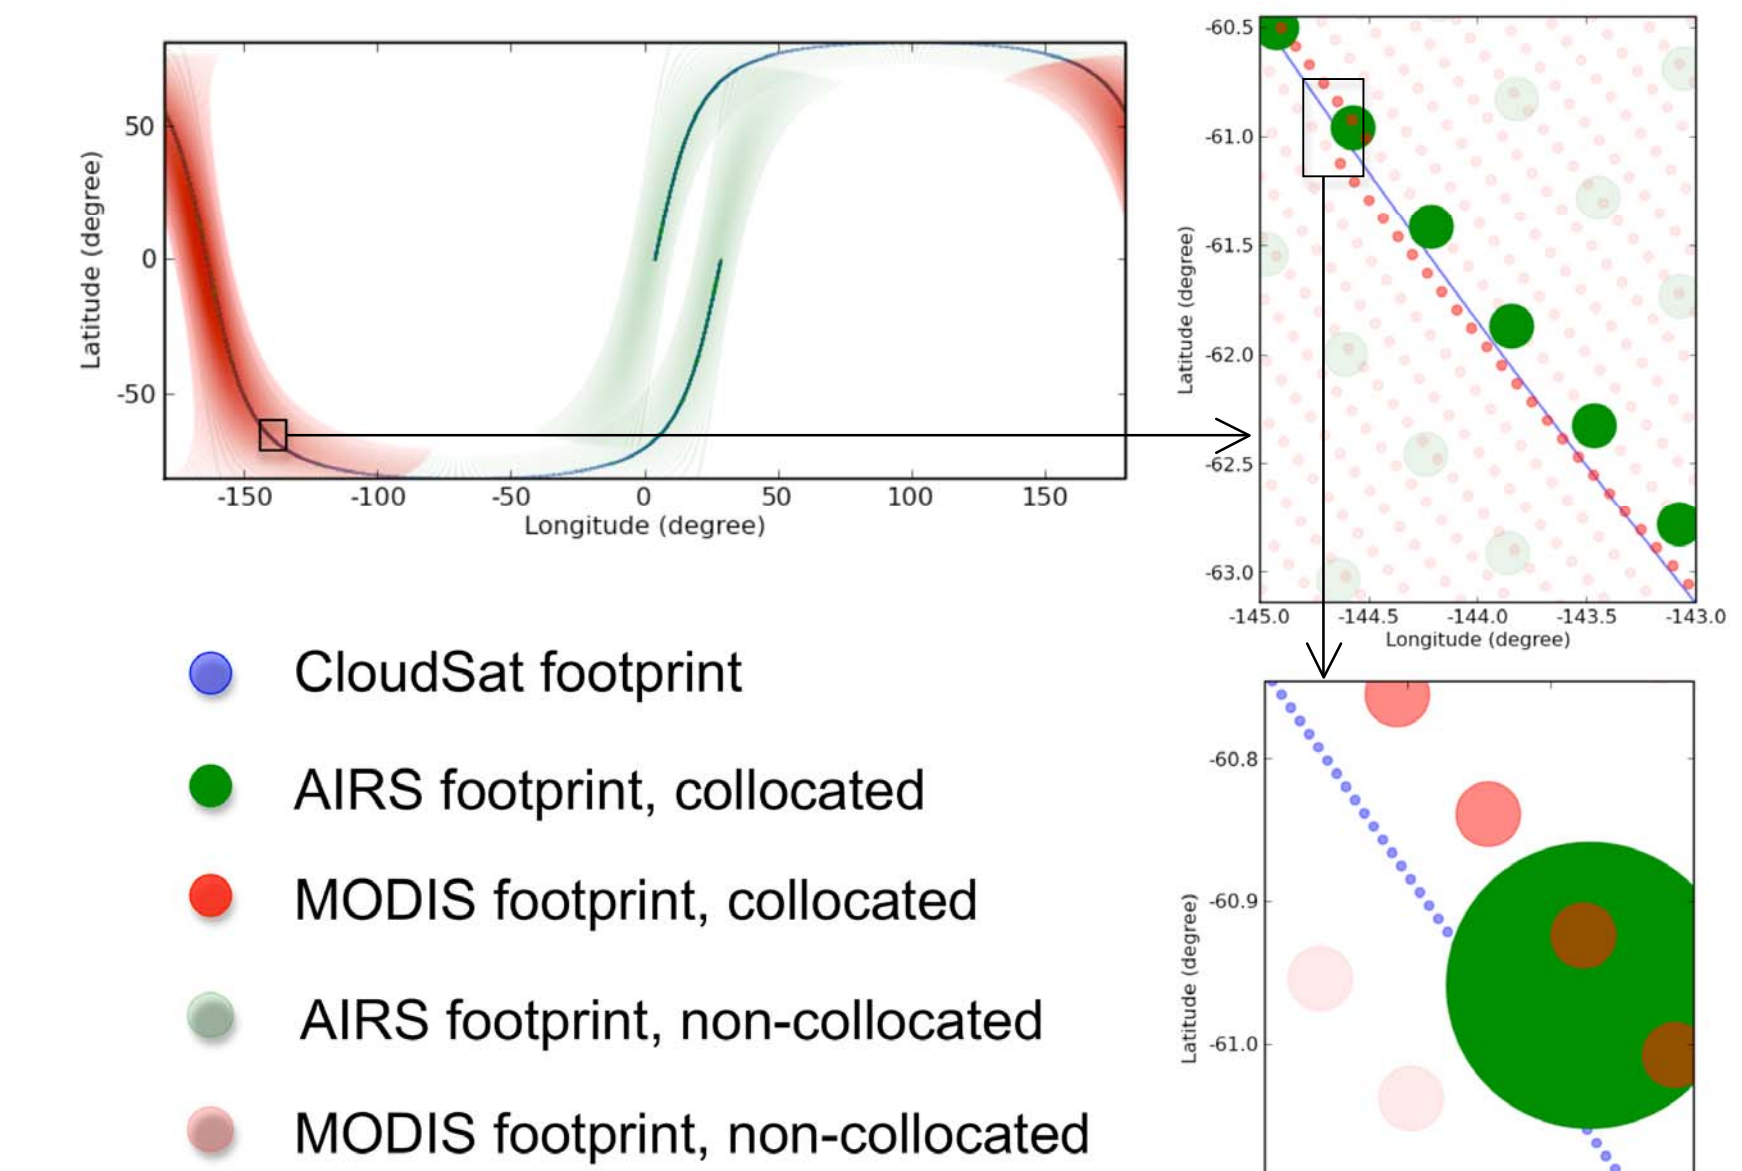 50
0
-50
Latitude (degree)
-150 -100 -50 0 50 100 150
Longitude (degree)
-60.5
-61.0
-61.5
-62.0
-62.5
-63.0
Latitude (degree)
-145.0 -144.5 -144.0 -143.5 -143.0
Longitude (degree)
CloudSat footprint
AIRS footprint, collocated
MODIS footprint, collocated
AIRS footprint, non-collocated
MODIS footprint, non-collocated
-60.8
-60.9
-61.0
Latitude (degree)